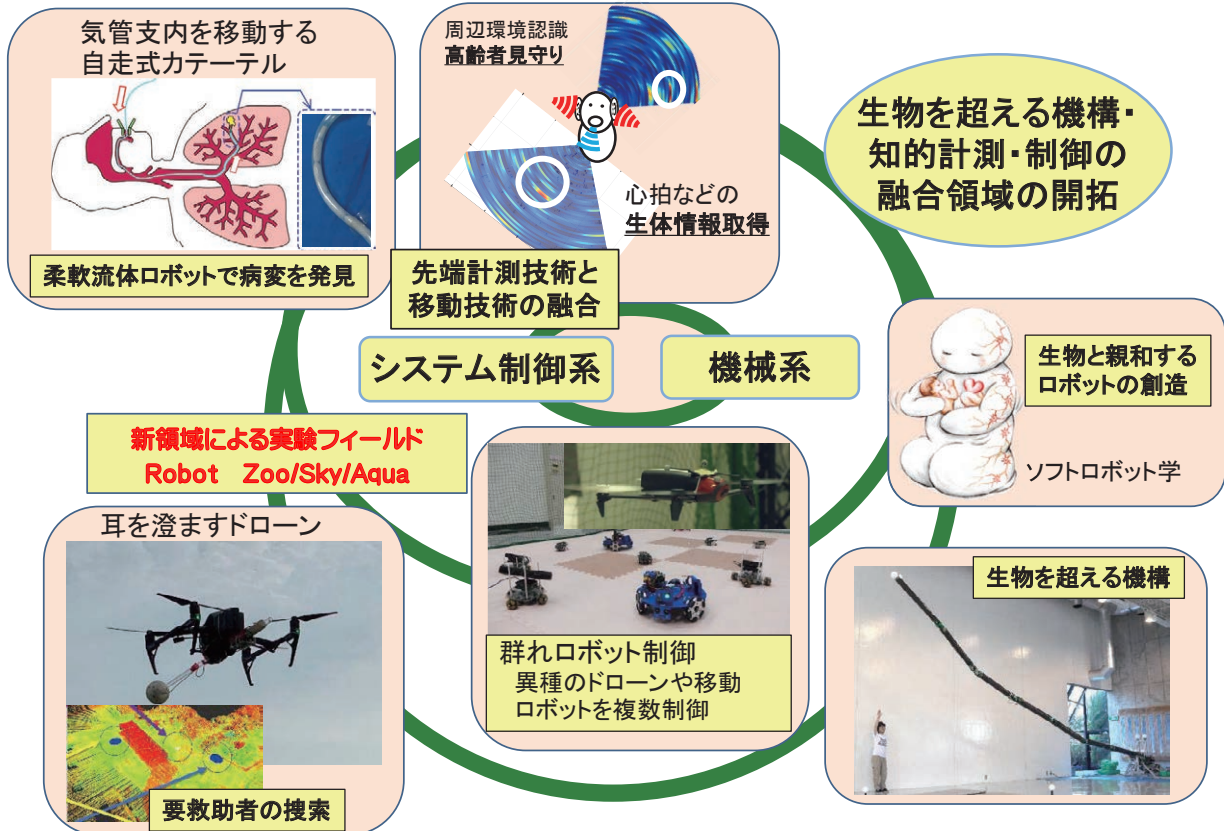 気管支内を移動する
自走式カテーテル
柔軟流体ロボットで病変を発見
周辺環境認識
高齢者見守り
心拍などの
生体情報取得
先端計測技術と
移動技術の融合
生物を超える機構・
知的計測・制御の
融合領域の開拓
システム制御系
機械系
生物と親和する
ロボットの創造
ソフトロボット学
新領域による実験フィールド
Robot Zoo/Sky/Aqua
耳を澄ますドローン
要救助者の捜索
群れロボット制御
異種のドローンや移動
ロボットを複数制御
生物を超える機構